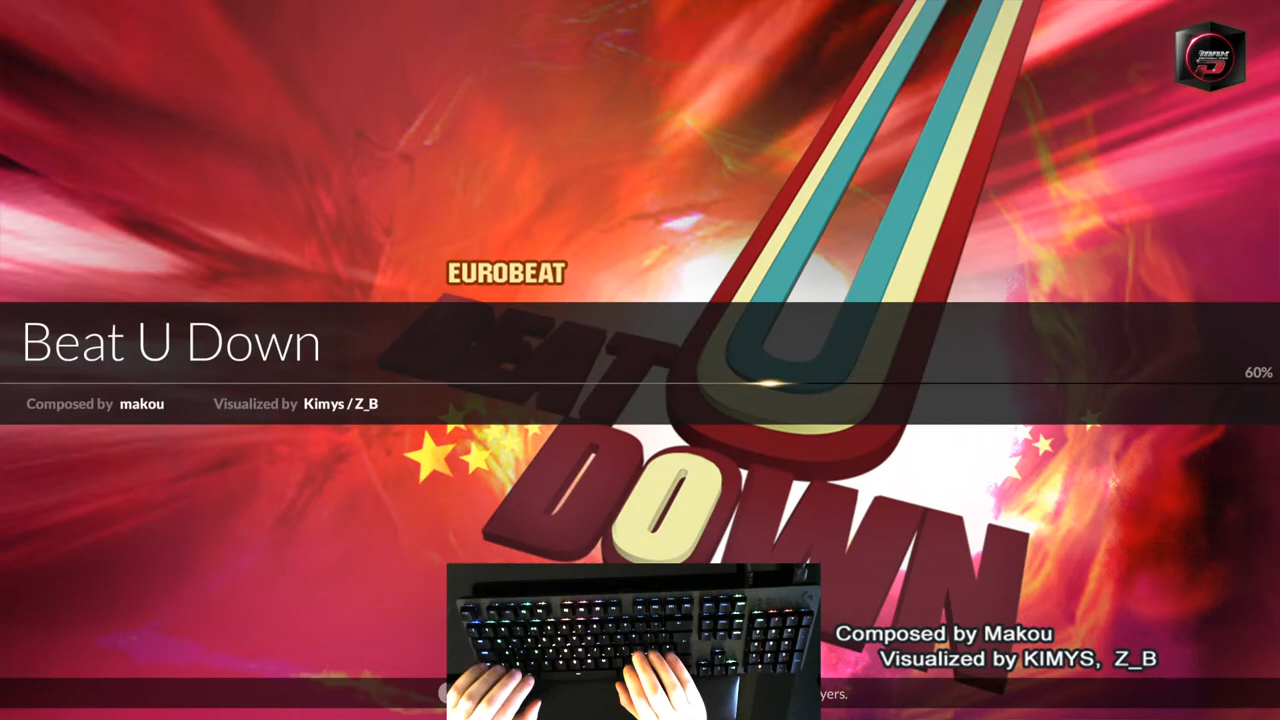 EUROBEAT
BEAT
U
Beat U Down
60%
Composed by makou
Visualized by Kimys / Z_B
DOWN
Composed by Makou
Visualized by KIMYS, Z_B
yers.